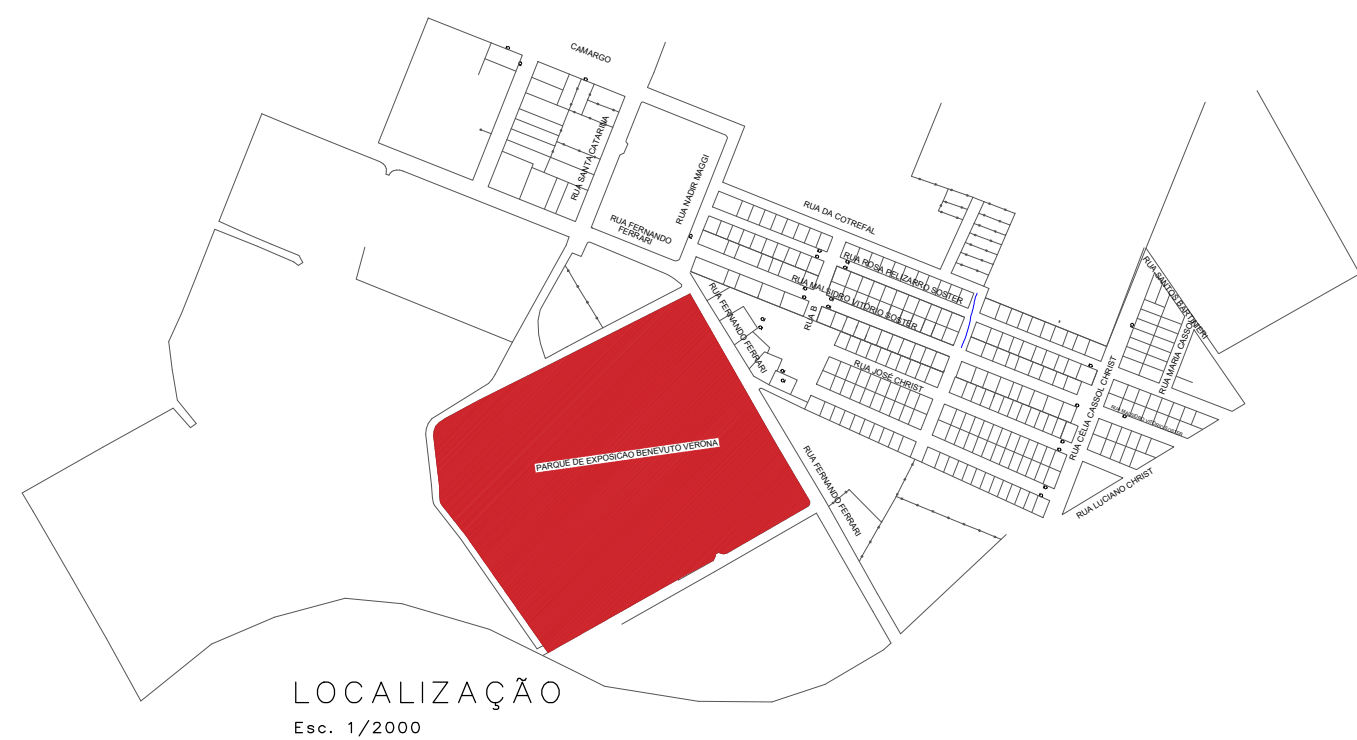 CAMARGO
RUA SANTA CATARINA
RUA NADIR MAGGI
RUA FERNANDO
FERRARI
RUA DA COTREFAL
RUA ROSA PELIZARRO SOSTER
RUA MALSIDRO VITÓRIO SOSTER
RUA B
RUA FERNANDO FERRARI
RUA JOSÉ CHRIST
RUA MARIA CASSOL
RUA CÉLIA CASSOL CHRIST
RUA LUCIANO CHRIST
RUA FERNANDO FERRARI
PARQUE DE EXPOSICAO BENEVUTO VERONA
LOCALIZAÇÃO
Esc. 1/2000